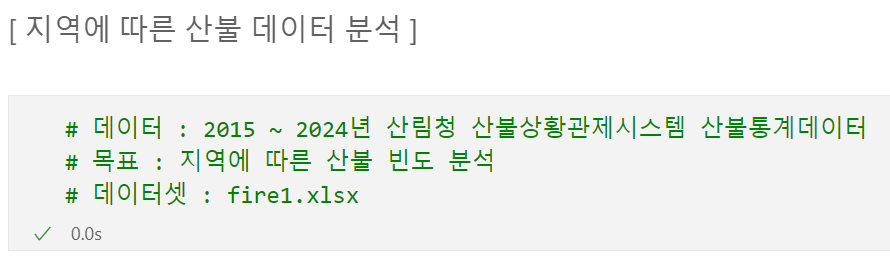 [ 지역에 따른 산불 데이터 분석 ]
# 데이터 : 2015 ~ 2024년 산림청 산불상황관제시스템 산불통계데이터
# 목표 : 지역에 따른 산불 빈도 분석
# 데이터셋 : fire1.xlsx
✓ 0.0s